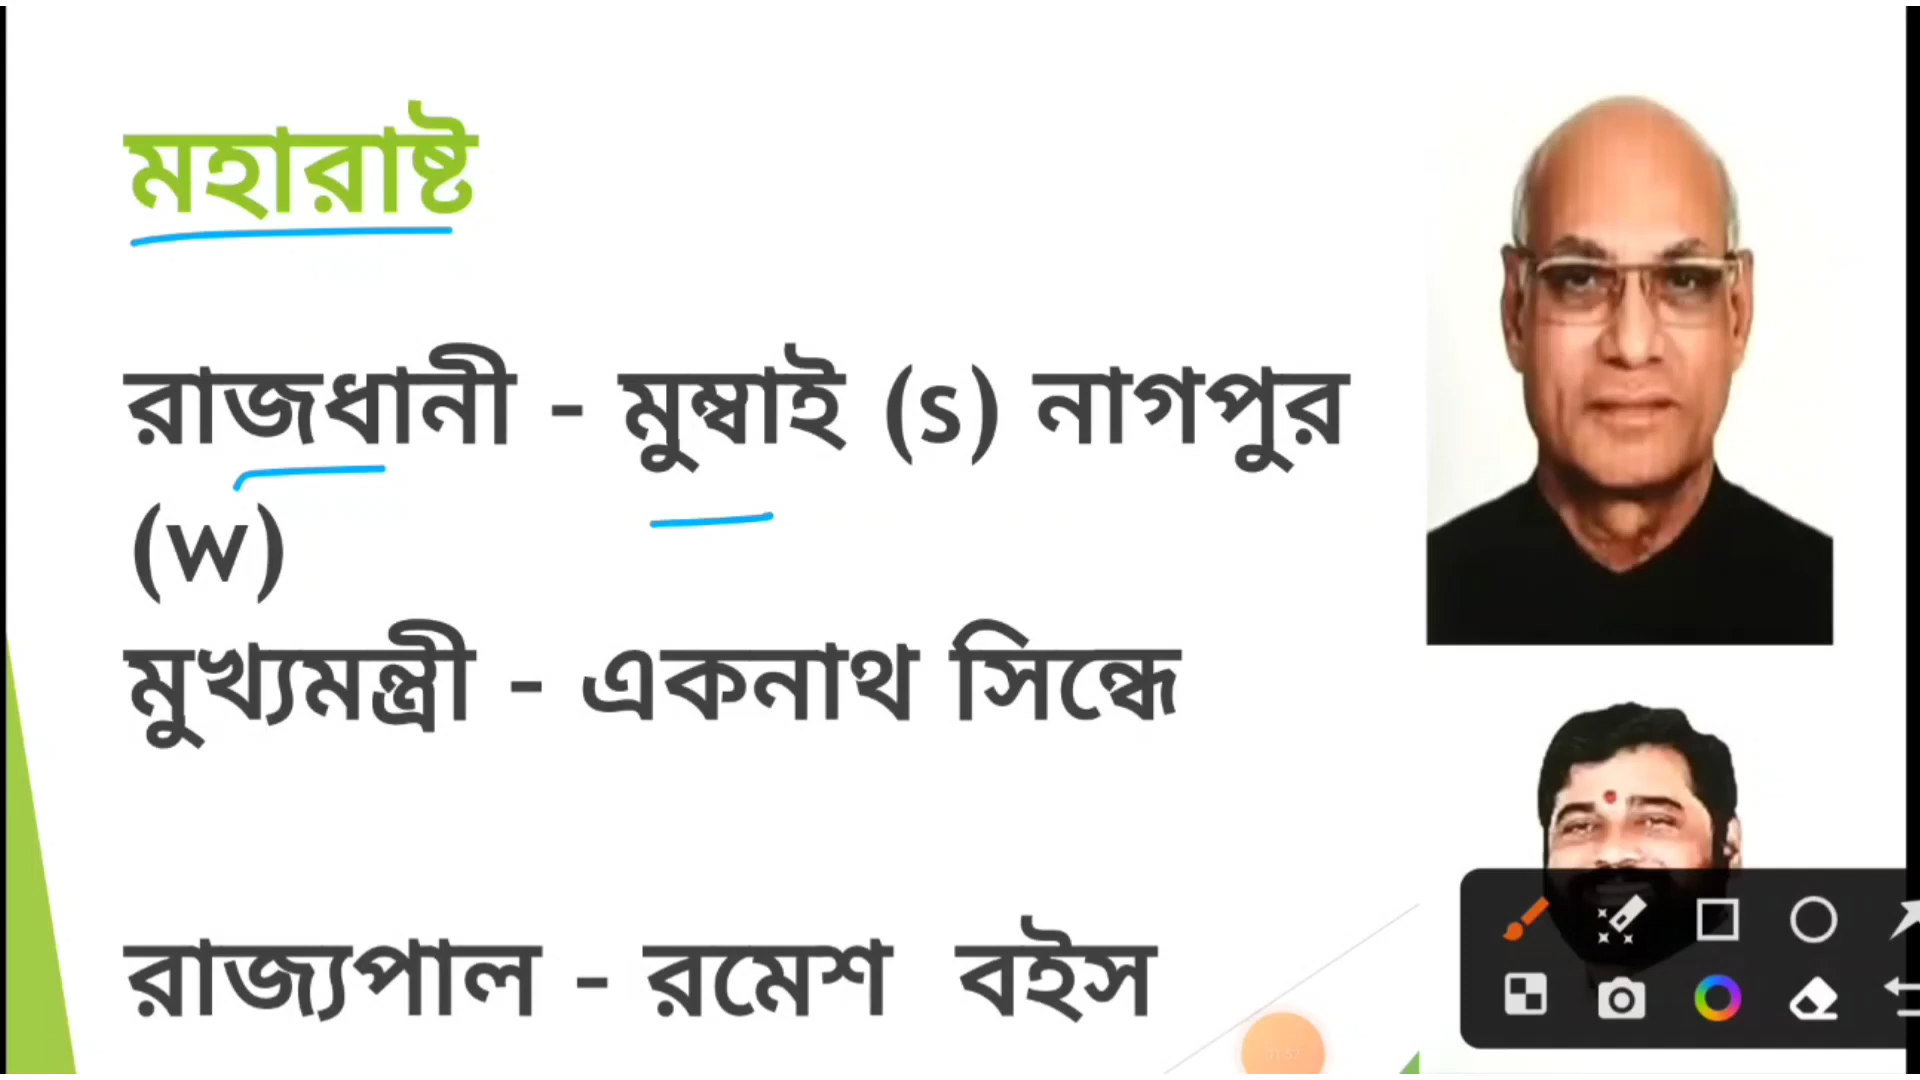 মহারাষ্ট
রাজধানী - মুম্বাই (s) নাগপুর
(w)
মুখ্যমন্ত্রী - একনাথ সিন্ধে
রাজ্যপাল - রমেশ বইস